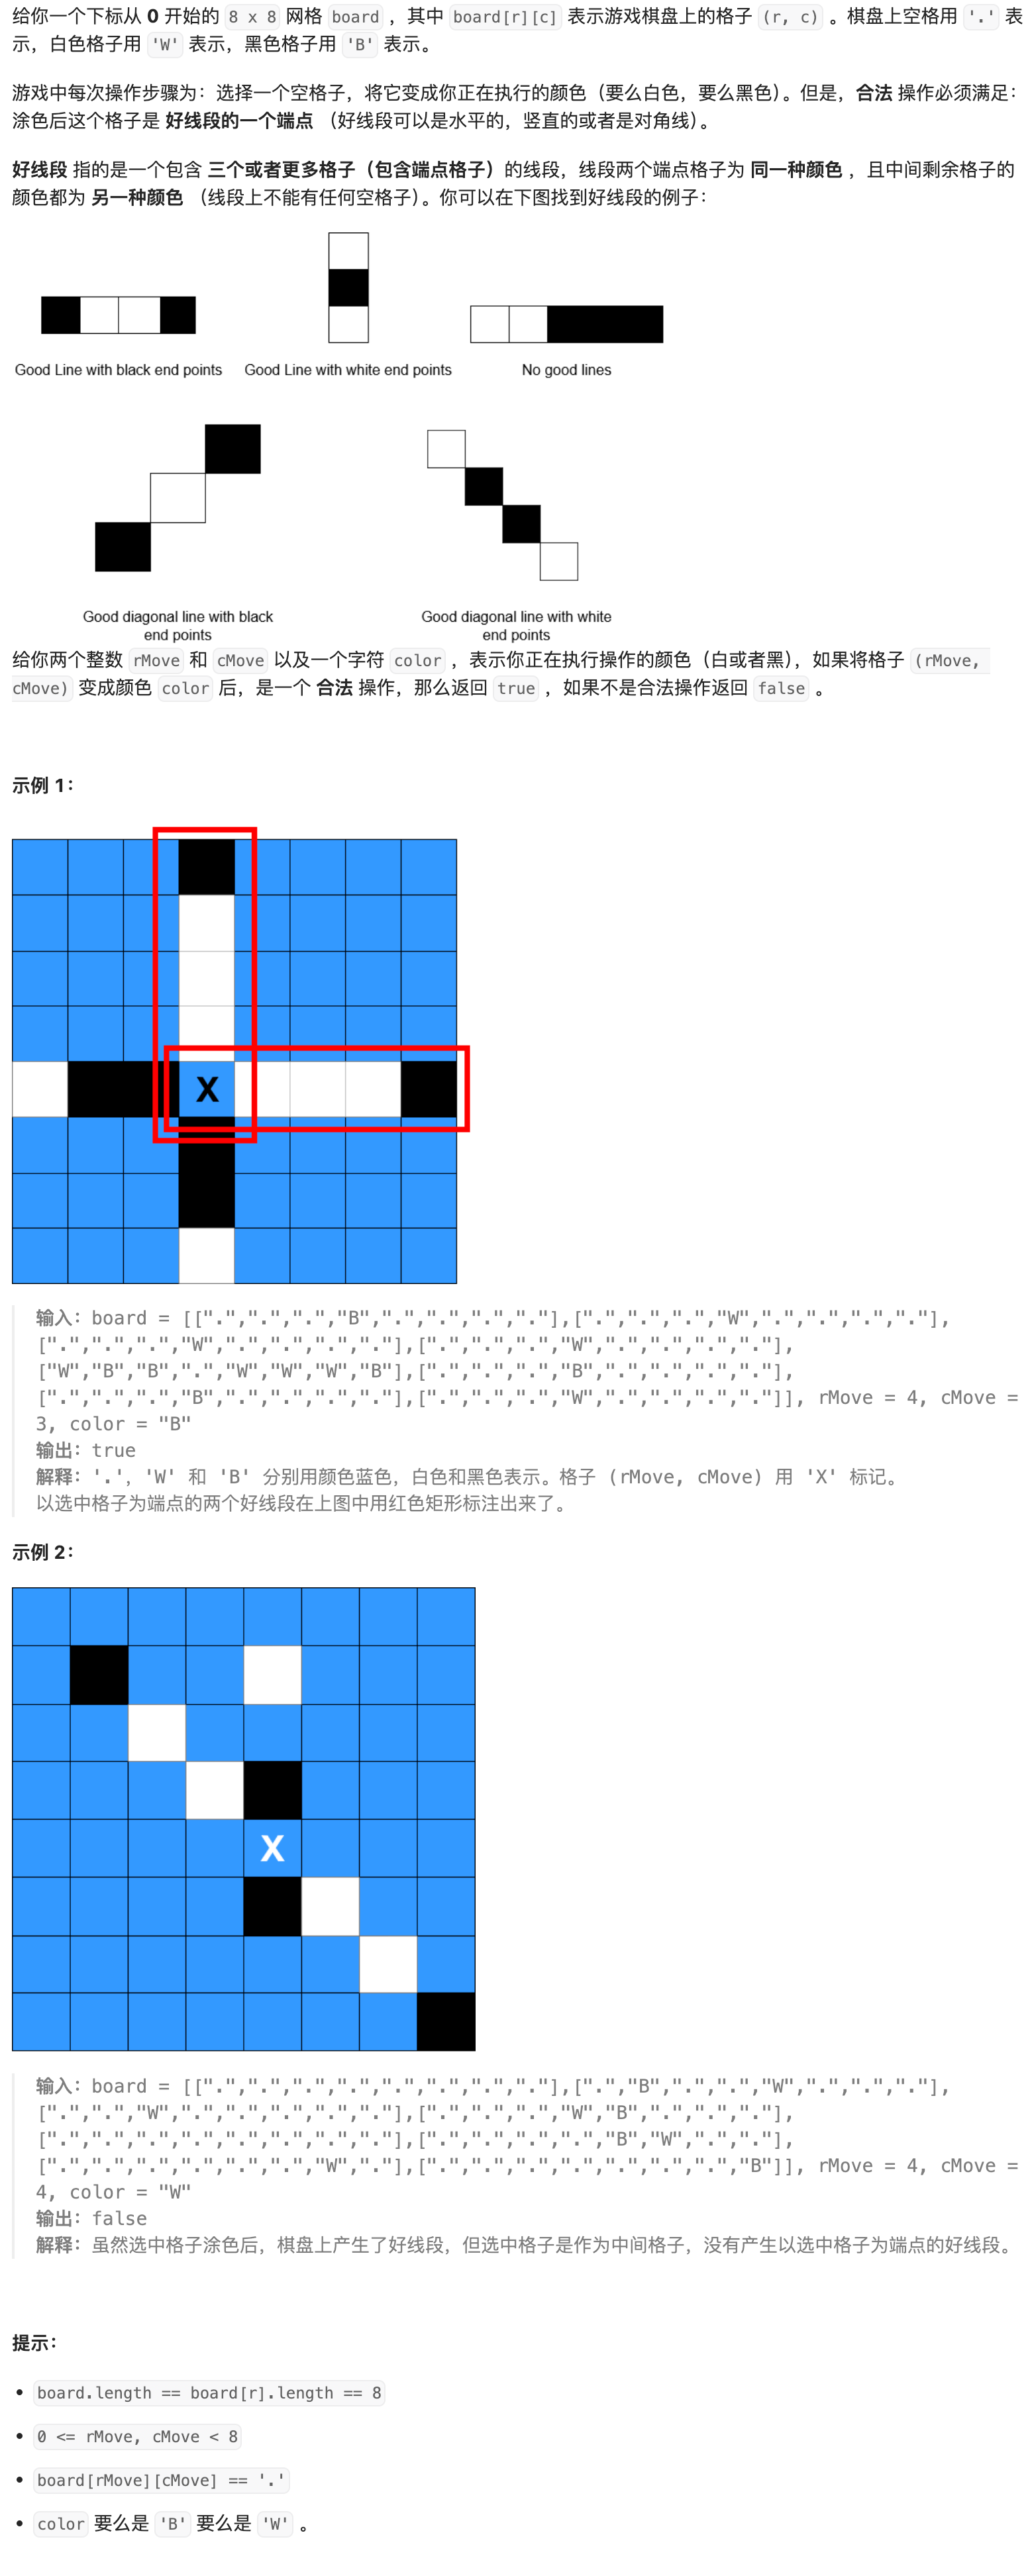 给你一个下标从 0 开始的 8 x 8 网格 board ，其中 board[r][c] 表示游戏棋盘上的格子 (r, c) 。棋盘上空格用 '.' 表
示，白色格子用 'W' 表示，黑色格子用 'B' 表示。
游戏中每次操作步骤为：选择一个空格子，将它变成你正在执行的颜色（要么白色，要么黑色）。但是，合法 操作必须满足：
涂色后这个格子是 好线段的一个端点 （好线段可以是水平的，竖直的或者是对角线）。
好线段 指的是一个包含 三个或者更多格子（包含端点格子）的线段，线段两个端点格子为 同一种颜色 ，且中间剩余格子的
颜色都为 另一种颜色 （线段上不能有任何空格子）。你可以在下图找到好线段的例子：
Good Line with black end points
Good Line with white end points
No good lines
Good diagonal line with black
end points
Good diagonal line with white
end points
给你两个整数 rMove 和 cMove 以及一个字符 color ，表示你正在执行操作的颜色（白或者黑），如果将格子 (rMove,
cMove) 变成颜色 color 后，是一个 合法 操作，那么返回 true ，如果不是合法操作返回 false 。
示例 1：
X
输入：board = [[".",".",".","B",".",".",".","."],[".",".",".","W",".",".",".","."],
[".",".",".","W",".",".",".","."],[".",".",".","W",".",".",".","."],
["W","B","B",".","W","W","W","B"],[".",".",".","B",".",".",".","."],
[".",".",".","B",".",".",".","."],[".",".",".","W",".",".",".","."]], rMove = 4, cMove =
3, color = "B"
输出：true
解释：'.'，'W' 和 'B' 分别用颜色蓝色，白色和黑色表示。格子 (rMove, cMove) 用 'X' 标记。
以选中格子为端点的两个好线段在上图中用红色矩形标注出来了。
示例 2：
X
输入：board = [[".",".",".",".",".",".",".","."],[".","B",".",".","W",".",".","."],
[".",".","W",".",".",".",".","."],[".",".",".","W","B",".",".","."],
[".",".",".",".",".",".",".","."],[".",".",".",".","B","W",".","."],
[".",".",".",".",".",".","W","."],[".",".",".",".",".",".",".","B"]], rMove = 4, cMove =
4, color = "W"
输出：false
解释：虽然选中格子涂色后，棋盘上产生了好线段，但选中格子是作为中间格子，没有产生以选中格子为端点的好线段。
提示：
• board.length == board[r].length == 8
• 0 <= rMove, cMove < 8
• board[rMove][cMove] == '.'
• color 要么是 'B' 要么是 'W' 。